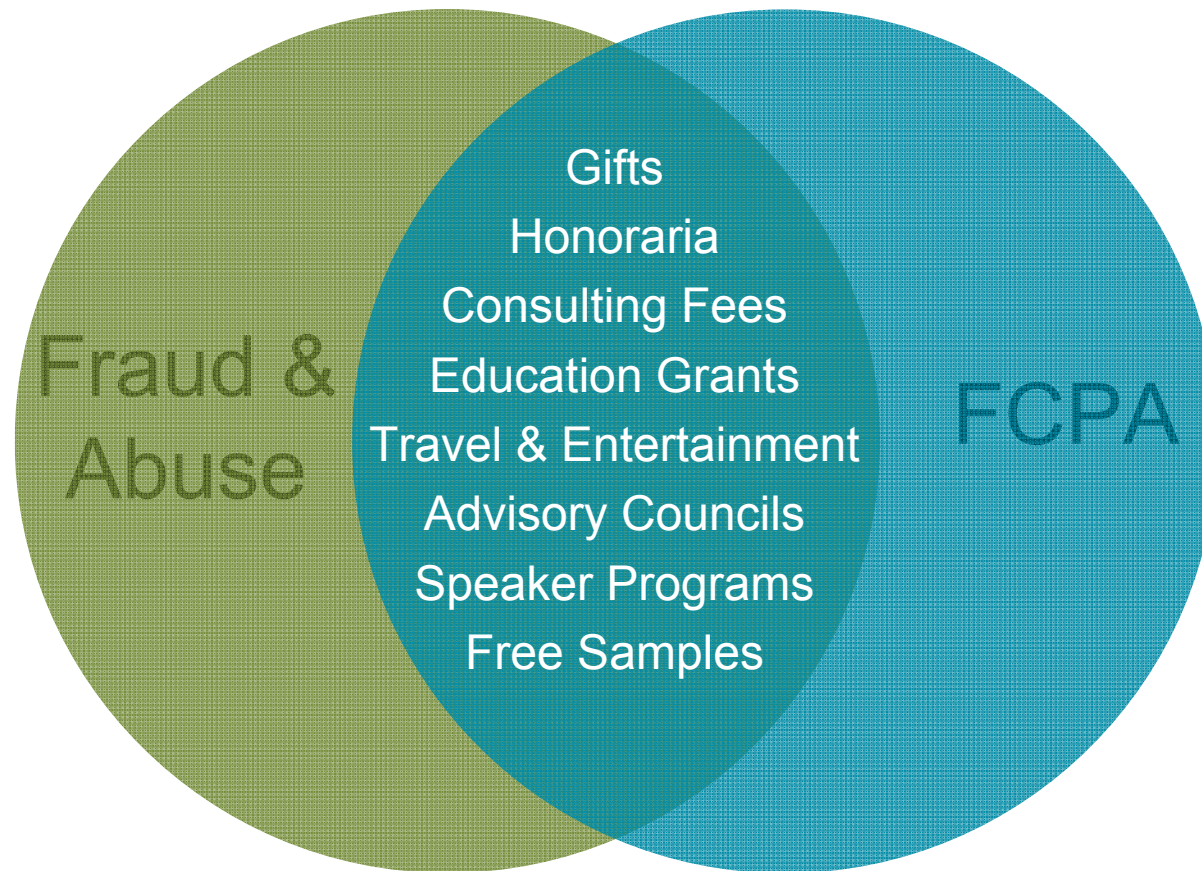 Gifts
Honoraria
Consulting Fees
Education Grants
Travel & Entertainment
Advisory Councils
Speaker Programs
Free Samples
Fraud &
Abuse
FCPA